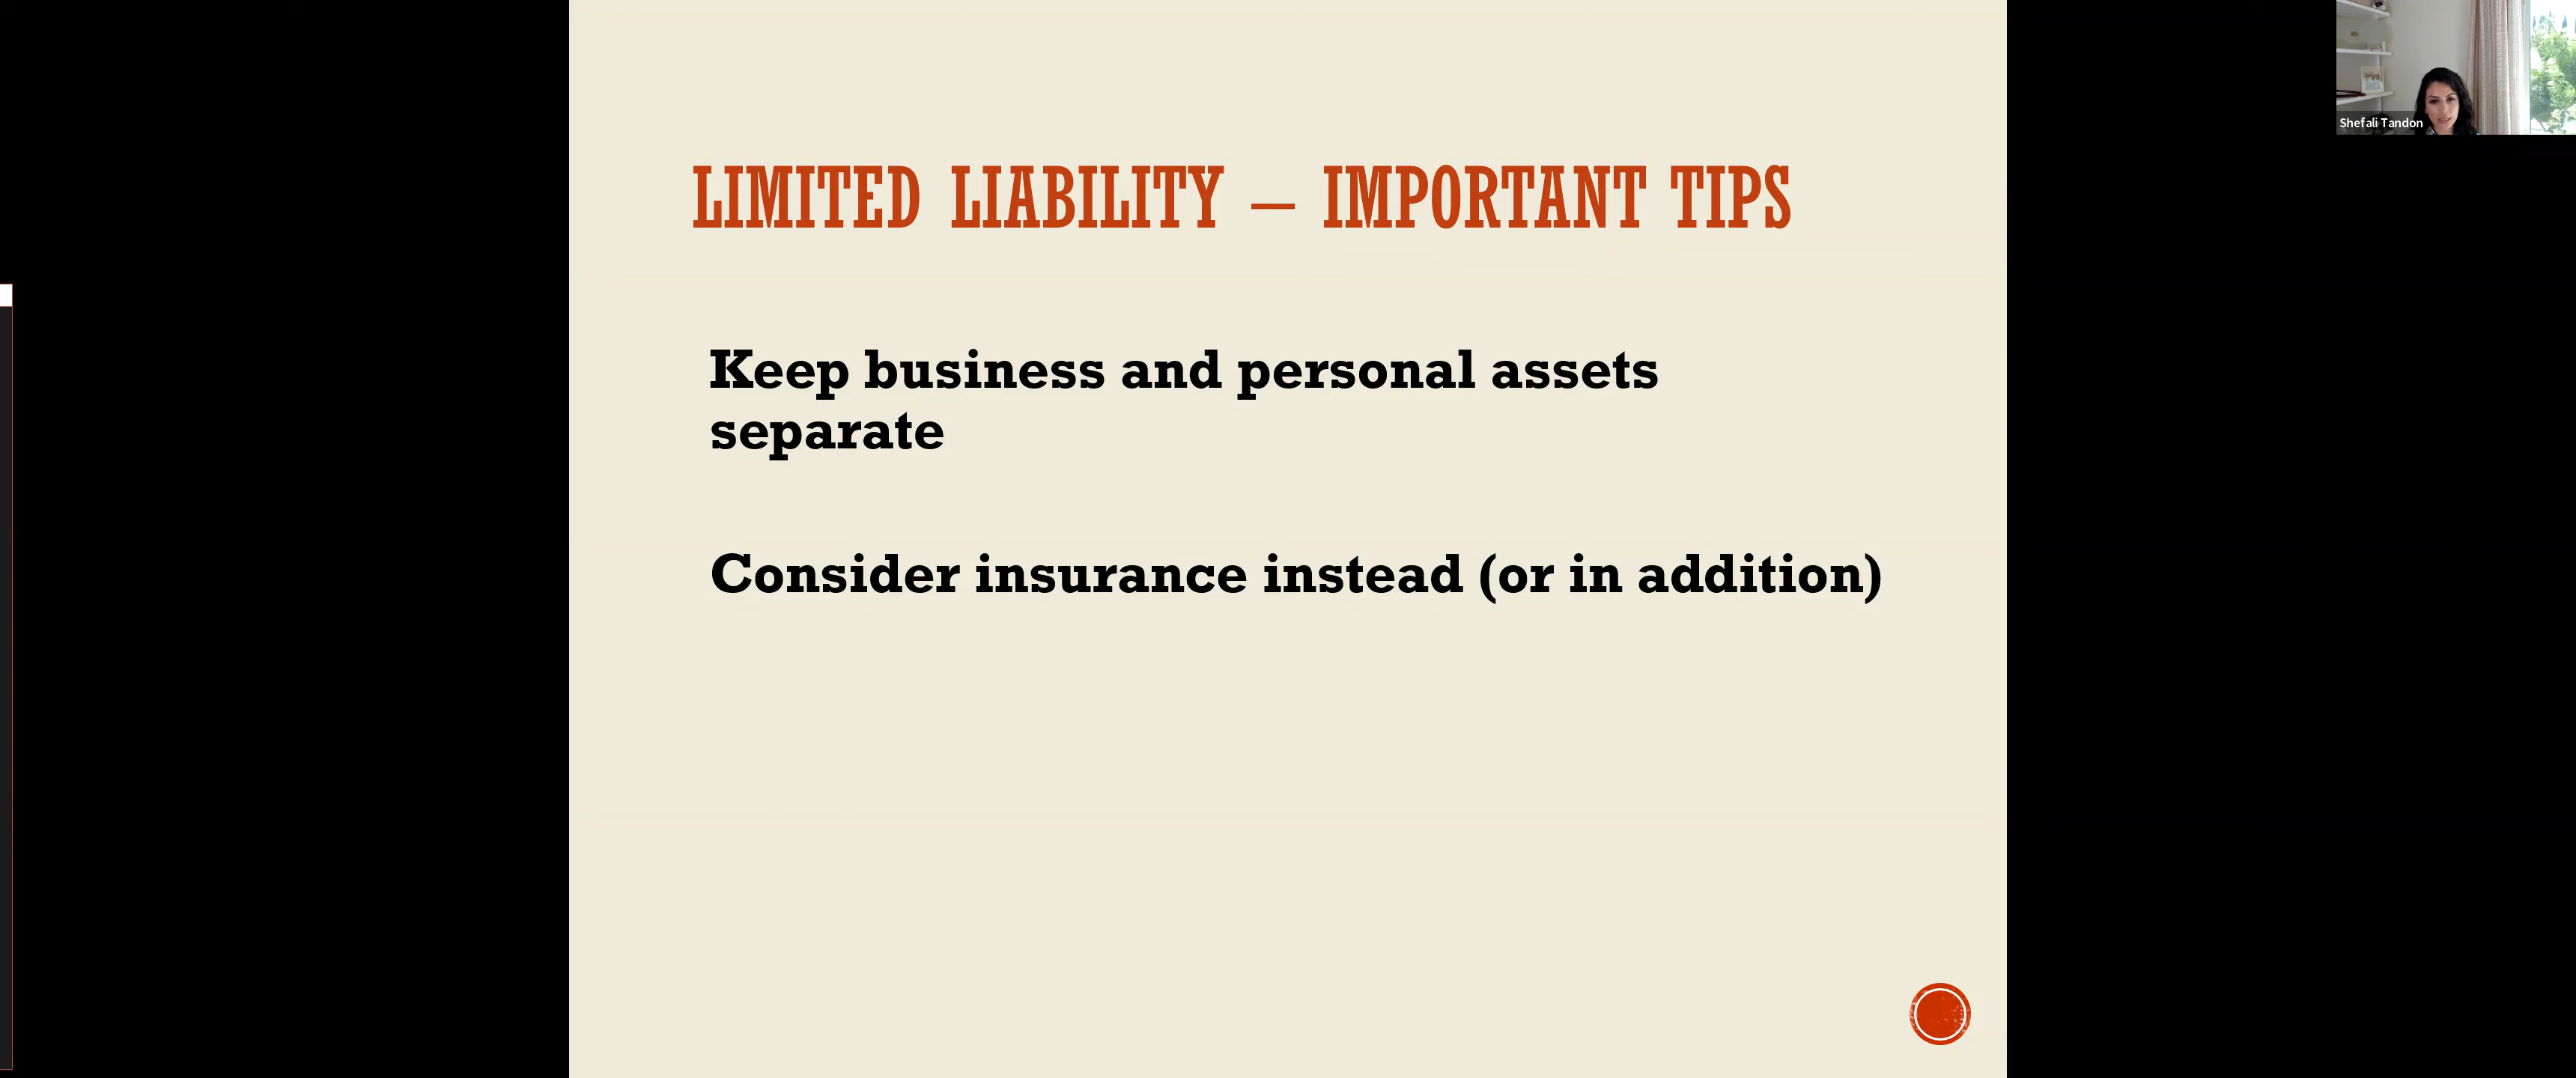 LIMITED LIABILITY – IMPORTANT TIPS
Keep business and personal assets
separate
Consider insurance instead (or in addition)
Shefali Tandon